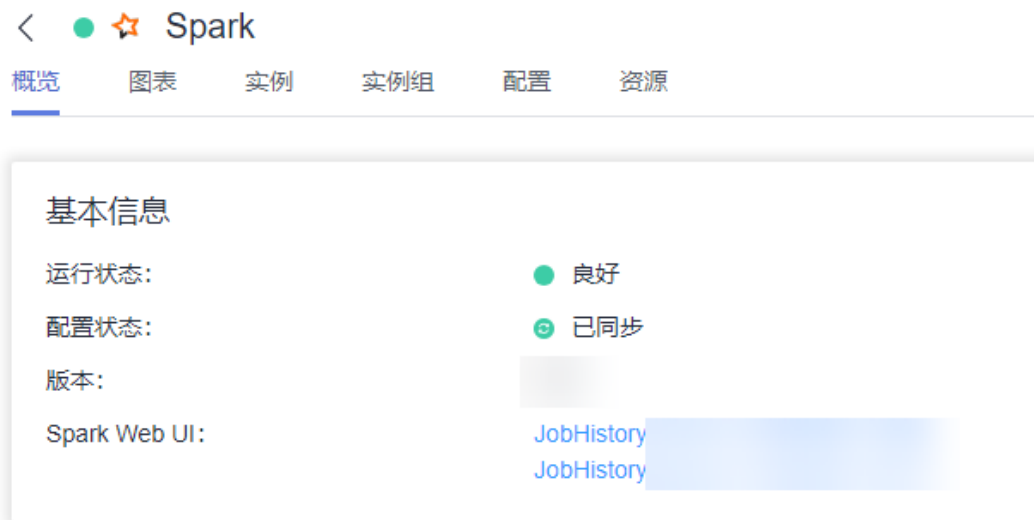 Spark
概览 图表 实例 实例组 配置 资源
基本信息
运行状态： 良好
配置状态： 已同步
版本：
Spark Web UI： JobHistory
JobHistory